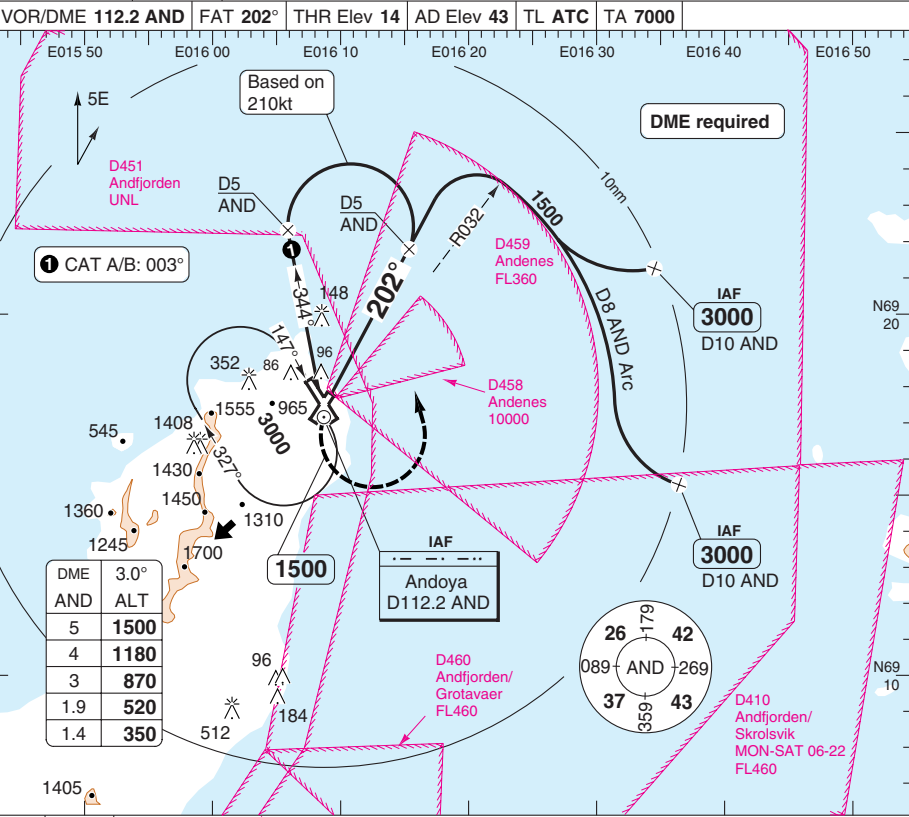 VOR/DME 112.2 AND FAT 202° THR Elev 14 AD Elev 43 TL ATC TA 7000
E015 50 E016 00 E016 10 E016 20 E016 30 E016 40 E016 50
5E
Based on
210kt
DME required
D451
Andfjorden
UNL
D5
AND
D5
AND
10nm
1500
R032
D459
Andenes
FL360
1 CAT A/B: 003°
1
202°
344°
148
IAF
3000
D10 AND
N69
20
D8 AND Arc
147°
352
86
96
D458
Andenes
10000
1555
965
3000
1408
545
327°
1430
1450
1360
1310
1245
1700
1500
IAF
Andoya
D112.2 AND
IAF
3000
D10 AND
DME 3.0°
AND ALT
5 1500
4 1180
3 870
1.9 520
1.4 350
179
26 42
089 AND 269
37 43
359
N69
10
96
184
512
D460
Andfjorden/
Grotavaer
FL460
D410
Andfjorden/
Skrolsvik
MON-SAT 06-22
FL460
1405